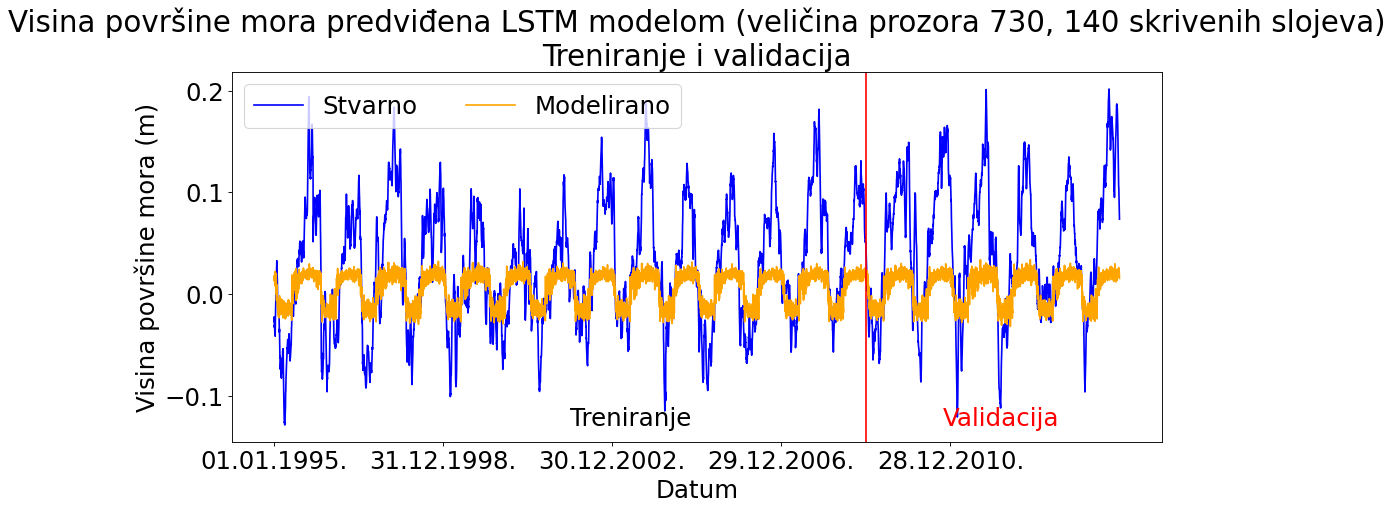 Visina površine mora predviđena LSTM modelom (veličina prozora 730, 140 skrivenih slojeva)
Treniranje i validacija
Stvarno
Modelirano
Visina površine mora (m)
0.2
0.1
0.0
−0.1
Treniranje
Validacija
01.01.1995.
31.12.1998.
30.12.2002.
29.12.2006.
28.12.2010.
Datum